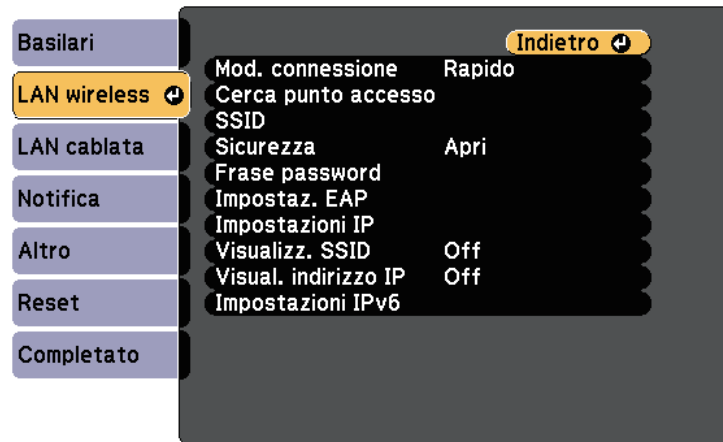 Basilari
LAN wireless
LAN cablata
Notifica
Altro
Reset
Completato
Indietro
Mod. connessione Rapido
Cerca punto accesso
SSID
Sicurezza Apri
Frase password
Impostaz. EAP
Impostazioni IP
Visualizz. SSID Off
Visual. indirizzo IP Off
Impostazioni IPv6